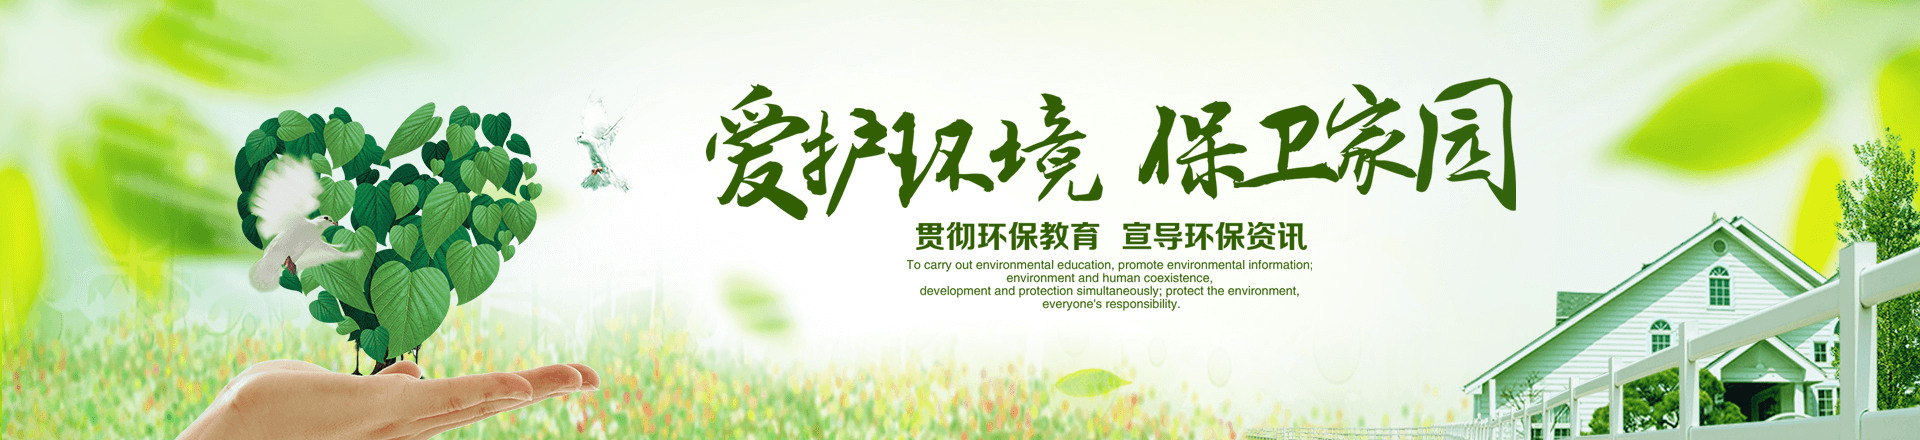 爱护环境 保卫家园
贯彻环保教育 宣导环保资讯
To carry out environmental education, promote environmental information;
environment and human coexistence,
development and protection simultaneously; protect the environment,
everyone's responsibility.